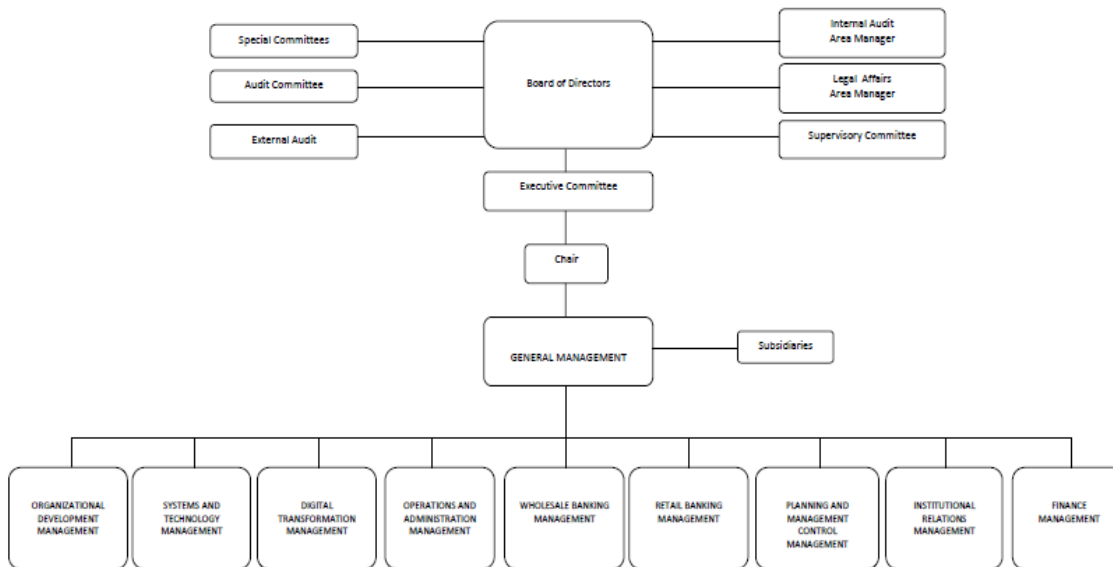 Special Committees
Audit Committee
External Audit
Board of Directors
Internal Audit
Area Manager
Legal Affairs
Area Manager
Supervisory Committee
Executive Committee
Chair
GENERAL MANAGEMENT
Subsidiaries
ORGANIZATIONAL
DEVELOPMENT
MANAGEMENT
SYSTEMS AND
TECHNOLOGY
MANAGEMENT
DIGITAL
TRANSFORMATION
MANAGEMENT
OPERATIONS AND
ADMINISTRATION
MANAGEMENT
WHOLESALE BANKING
MANAGEMENT
RETAIL BANKING
MANAGEMENT
PLANNING AND
MANAGEMENT
CONTROL
MANAGEMENT
INSTITUTIONAL
RELATIONS
MANAGEMENT
FINANCE
MANAGEMENT